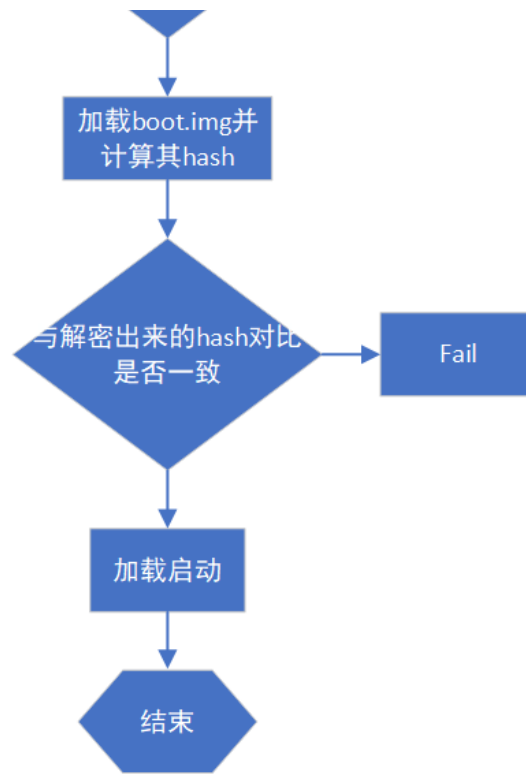 加载boot.img并
计算其hash
与解密出来的hash对比
是否一致
Fail
加载启动
结束